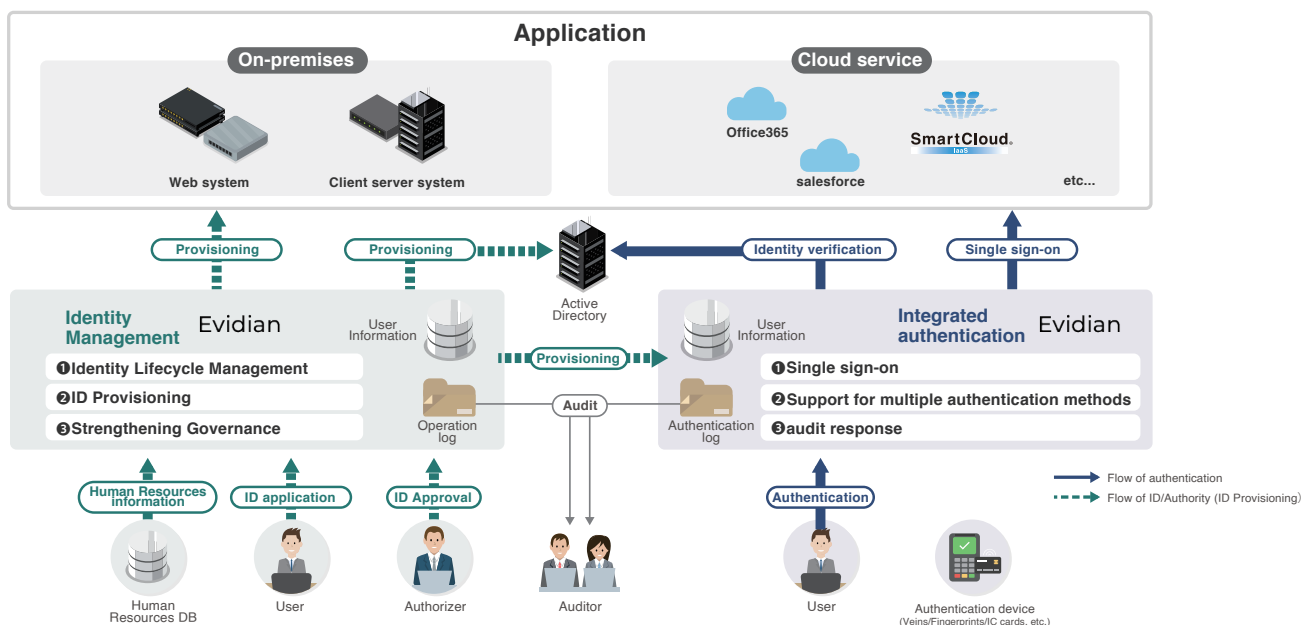 Application
On-premises
Cloud service
Office365
SmartCloud®
IaaS
salesforce
Web system
Client server system
etc...
Provisioning
Provisioning
Identity verification
Single sign-on
Active
Directory
Identity
Management
Evidian
User
Information
❶Identity Lifecycle Management
❷ID Provisioning
❸Strengthening Governance
Operation
log
Provisioning
Audit
User
Information
Integrated
authentication
Evidian
❶Single sign-on
❷Support for multiple authentication methods
❸audit response
Authentication
log
Human Resources
information
ID application
ID Approval
Authentication
Flow of authentication
Flow of ID/Authority (ID Provisioning)
Human
Resources DB
User
Authorizer
Auditor
User
Authentication device
(Veins/Fingerprints/IC cards, etc.)